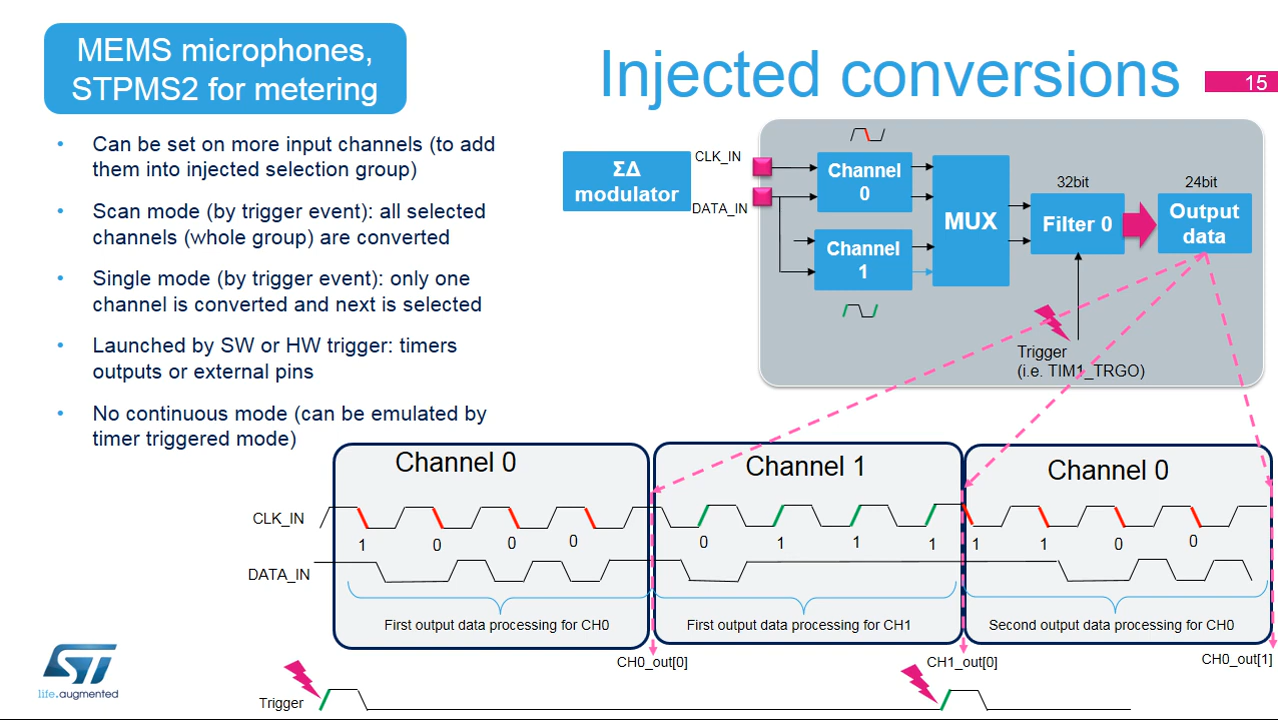 MEMS microphones,
STPMS2 for metering
Injected conversions
15
• Can be set on more input channels (to add
them into injected selection group)
• Scan mode (by trigger event): all selected
channels (whole group) are converted
• Single mode (by trigger event): only one
channel is converted and next is selected
• Launched by SW or HW trigger: timers
outputs or external pins
• No continuous mode (can be emulated by
timer triggered mode)
ΣΔ
modulator
CLK_IN
DATA_IN
Channel
0
Channel
1
MUX
32bit
Filter 0
24bit
Output
data
Trigger
(i.e. TIM1_TRGO)
Channel 0
Channel 1
Channel 0
CLK_IN
1 0 0 0 0 1 1 1 1 1 0 0
DATA_IN
First output data processing for CH0
First output data processing for CH1
Second output data processing for CH0
CH0_out[0]
CH1_out[0]
CH0_out[1]
ST
life.augmented
Trigger